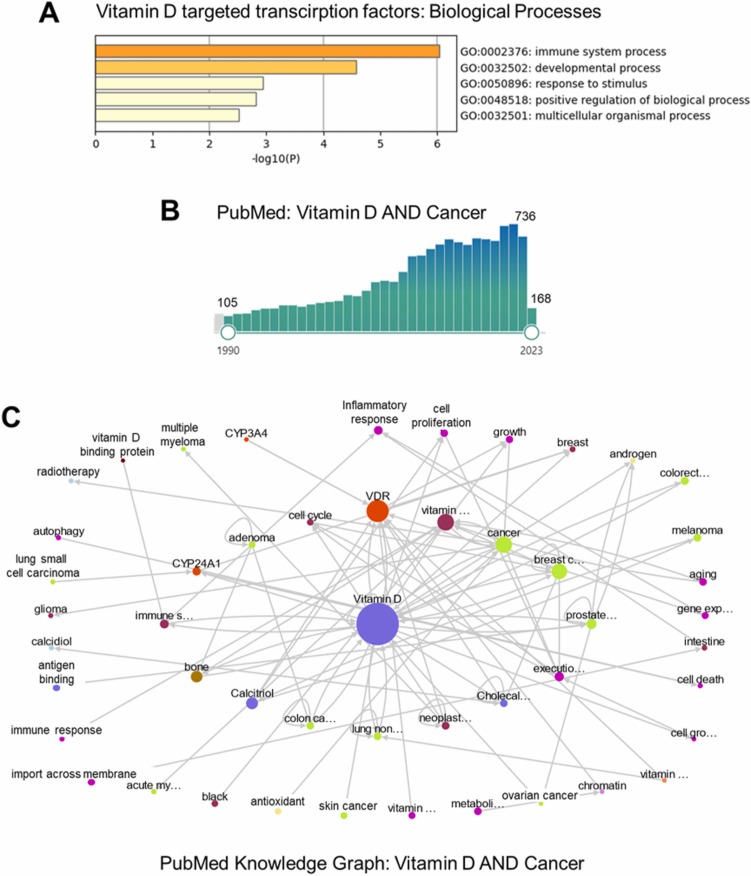 A
Vitamin D targeted transcirption factors: Biological Processes
GO:0002376: immune system process
GO:0032502: developmental process
GO:0050896: response to stimulus
GO:0048518: positive regulation of biological process
GO:0032501: multicellular organismal process
0 1 2 3 4 5 6
-log10(P)
B
PubMed: Vitamin D AND Cancer
736
105
168
1990
2023
C
Inflammatory
response
cell
proliferation
growth
breast
androgen
colorect…
multiple
myeloma
CYP3A4
vitamin D
binding protein
radiotherapy
VDR
vitamin …
cancer
cell cycle
adenoma
breast c…
melanoma
autophagy
CYP24A1
aging
lung small
cell carcinoma
Vitamin D
glioma
immune s…
prostate…
gene exp…
calcidiol
intestine
antigen
binding
bone
Calcitriol
Cholecal…
executio…
cell death
colon ca…
lung non…
neoplast…
immune response
cell gro…
import across membrane
acute my…
black
antioxidant
skin cancer
vitamin …
metaboli…
ovarian cancer
chromatin
vitamin …
PubMed Knowledge Graph: Vitamin D AND Cancer